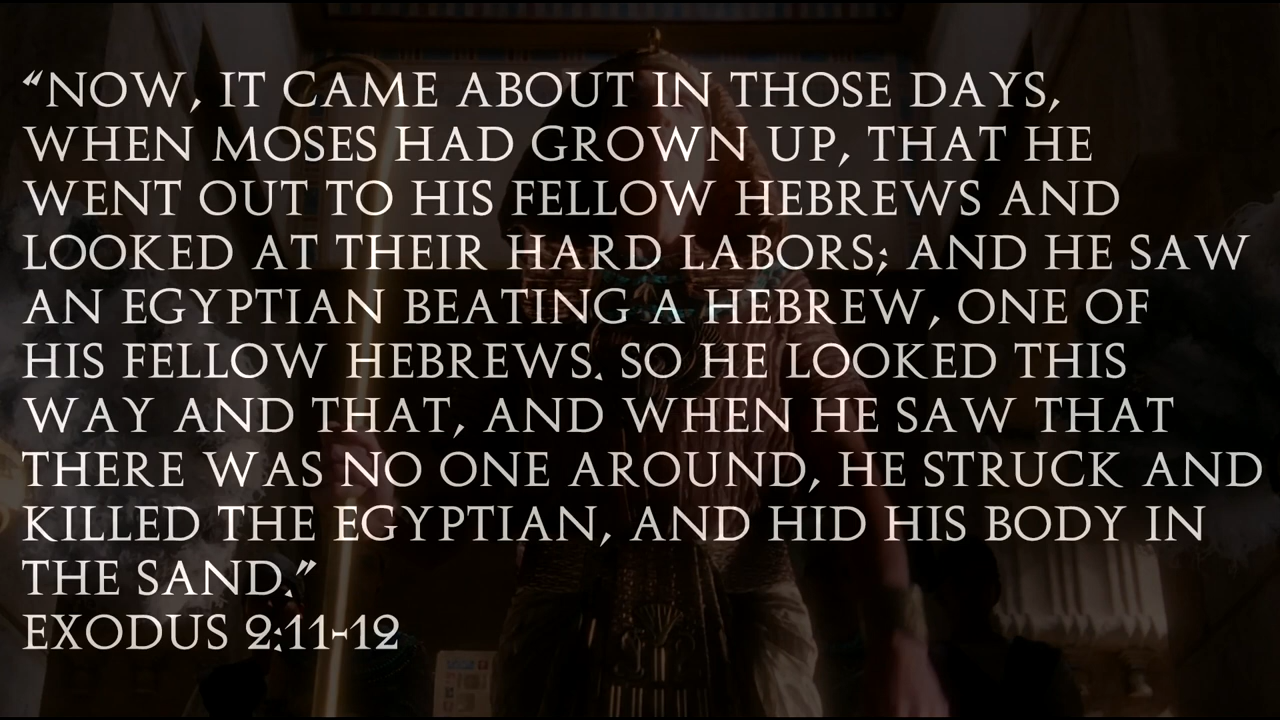 “NOW, IT CAME ABOUT IN THOSE DAYS,
WHEN MOSES HAD GROWN UP, THAT HE
WENT OUT TO HIS FELLOW HEBREWS AND
LOOKED AT THEIR HARD LABORS; AND HE SAW
AN EGYPTIAN BEATING A HEBREW, ONE OF
HIS FELLOW HEBREWS. SO HE LOOKED THIS
WAY AND THAT, AND WHEN HE SAW THAT
THERE WAS NO ONE AROUND, HE STRUCK AND
KILLED THE EGYPTIAN, AND HID HIS BODY IN
THE SAND.”
EXODUS 2:11-12